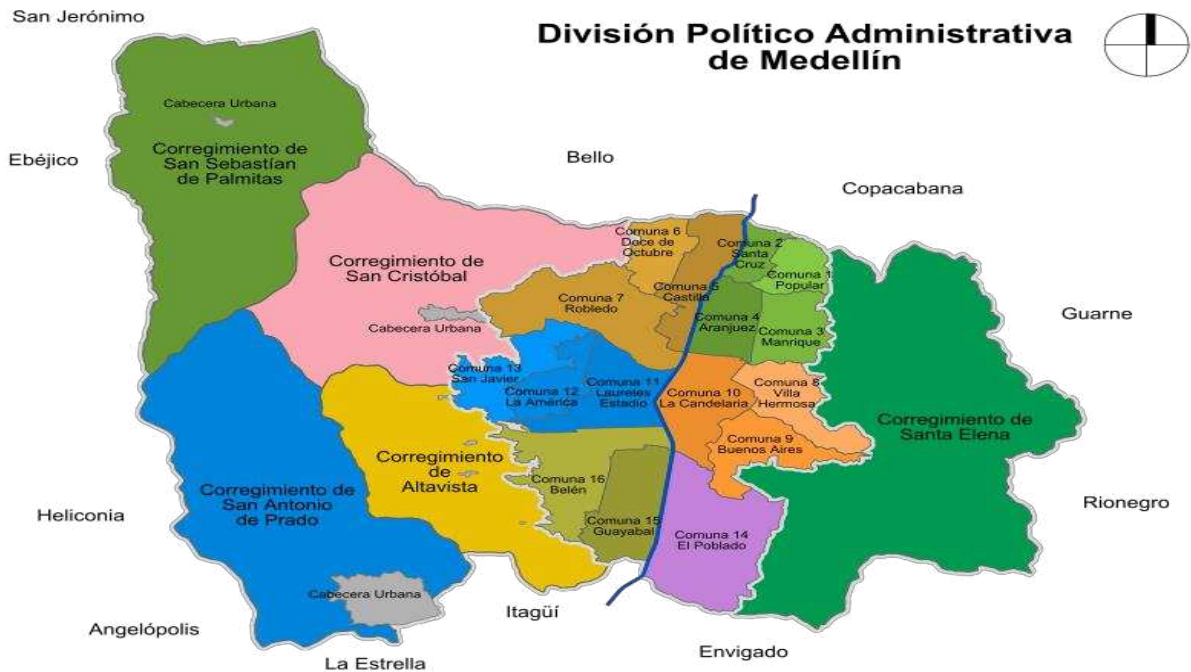 San Jerónimo
División Político Administrativa
de Medellín
Cabecera Urbana
Corregimiento de
San Sebastían
de Palmitas
Ebéjico
Bello
Copacabana
Comuna 6
Doce de
Octubre
Comuna 2
Santa
Cruz
Comuna 1
Popular
Corregimiento de
San Cristóbal
Comuna 5
Castilla
Comuna 7
Robledo
Cabecera Urbana
Comuna 4
Aranjuez
Comuna 3
Manrique
Guarne
Comuna 13
San Javier
Comuna 12
La América
Comuna 11
Laureles
Estadio
Comuna 10
La Candelaria
Comuna 8
Villa
Hermosa
Corregimiento de
Santa Elena
Comuna 9
Buenos Aires
Corregimiento
de
Altavista
Comuna 16
Belén
Corregimiento de
San Antonio
de Prado
Heliconia
Rionegro
Comuna 15
Guayabal
Comuna 14
El Poblado
Cabecera Urbana
Itagüí
Angelópolis
Envigado
La Estrella